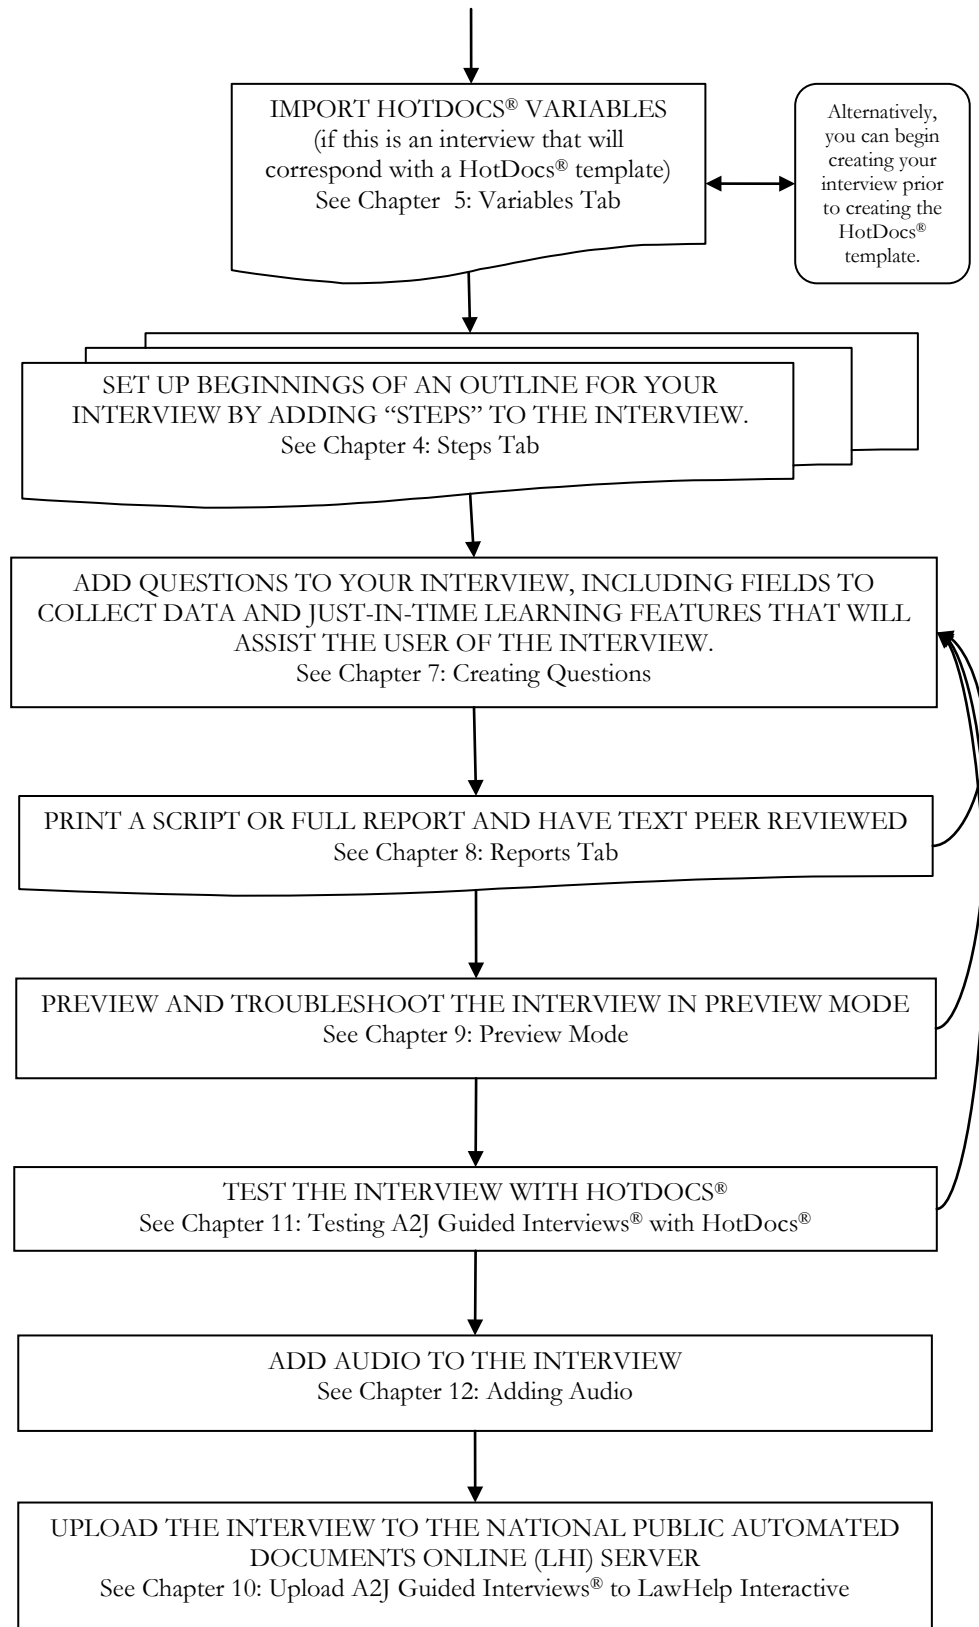 IMPORT HOTDOCS® VARIABLES
(if this is an interview that will
correspond with a HotDocs® template)
See Chapter 5: Variables Tab
Alternatively,
you can begin
creating your
interview prior
to creating the
HotDocs®
template.
SET UP BEGINNINGS OF AN OUTLINE FOR YOUR
INTERVIEW BY ADDING “STEPS” TO THE INTERVIEW.
See Chapter 4: Steps Tab
ADD QUESTIONS TO YOUR INTERVIEW, INCLUDING FIELDS TO
COLLECT DATA AND JUST-IN-TIME LEARNING FEATURES THAT WILL
ASSIST THE USER OF THE INTERVIEW.
See Chapter 7: Creating Questions
PRINT A SCRIPT OR FULL REPORT AND HAVE TEXT PEER REVIEWED
See Chapter 8: Reports Tab
PREVIEW AND TROUBLESHOOT THE INTERVIEW IN PREVIEW MODE
See Chapter 9: Preview Mode
TEST THE INTERVIEW WITH HOTDOCS®
See Chapter 11: Testing A2J Guided Interviews® with HotDocs®
ADD AUDIO TO THE INTERVIEW
See Chapter 12: Adding Audio
UPLOAD THE INTERVIEW TO THE NATIONAL PUBLIC AUTOMATED
DOCUMENTS ONLINE (LHI) SERVER
See Chapter 10: Upload A2J Guided Interviews® to LawHelp Interactive